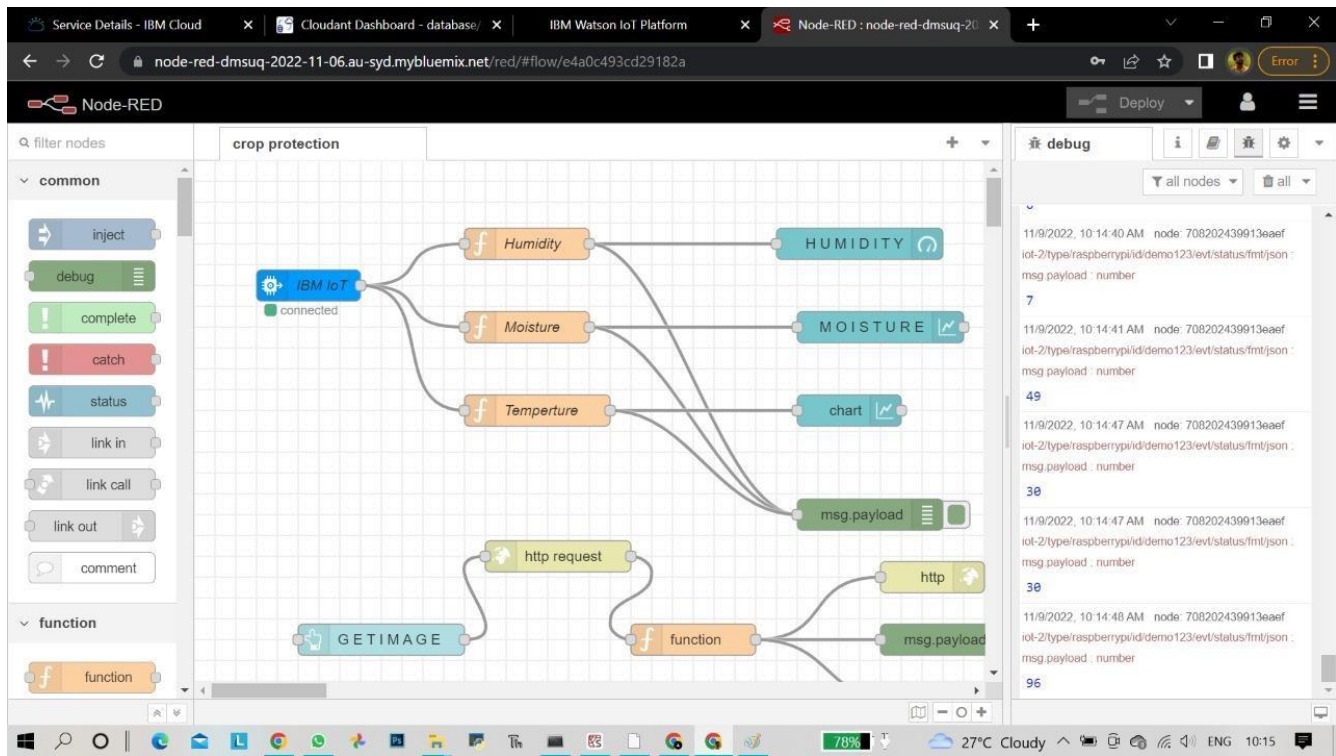 Service Details - IBM Cloud
Cloudant Dashboard - database/
IBM Watson IoT Platform
Node-RED : node-red-dmsuq-20
node-red-dmsuq-2022-11-06.au-syd.mybluemix.net/red/#flow/e4a0c493cd29182a
Error
Node-RED
Deploy
filter nodes
crop protection
debug
i
all nodes
all
common
inject
debug
complete
catch
status
link in
link call
link out
comment
function
function
IBM IoT
connected
Humidity
HUMIDITY
Moisture
MOISTURE
Temperture
chart
msg.payload
http request
http
GETIMAGE
function
msg.payload
11/9/2022, 10:14:40 AM node: 708202439913eaef
iot-2/type/raspberrypi/id/demo123/evt/status/fmt/json :
msg.payload : number
7
11/9/2022, 10:14:41 AM node: 708202439913eaef
iot-2/type/raspberrypi/id/demo123/evt/status/fmt/json :
msg.payload : number
49
11/9/2022, 10:14:47 AM node: 708202439913eaef
iot-2/type/raspberrypi/id/demo123/evt/status/fmt/json :
msg.payload : number
30
11/9/2022, 10:14:47 AM node: 708202439913eaef
iot-2/type/raspberrypi/id/demo123/evt/status/fmt/json :
msg.payload : number
30
11/9/2022, 10:14:48 AM node: 708202439913eaef
iot-2/type/raspberrypi/id/demo123/evt/status/fmt/json :
msg.payload : number
96
78%
27°C Cloudy
ENG
10:15